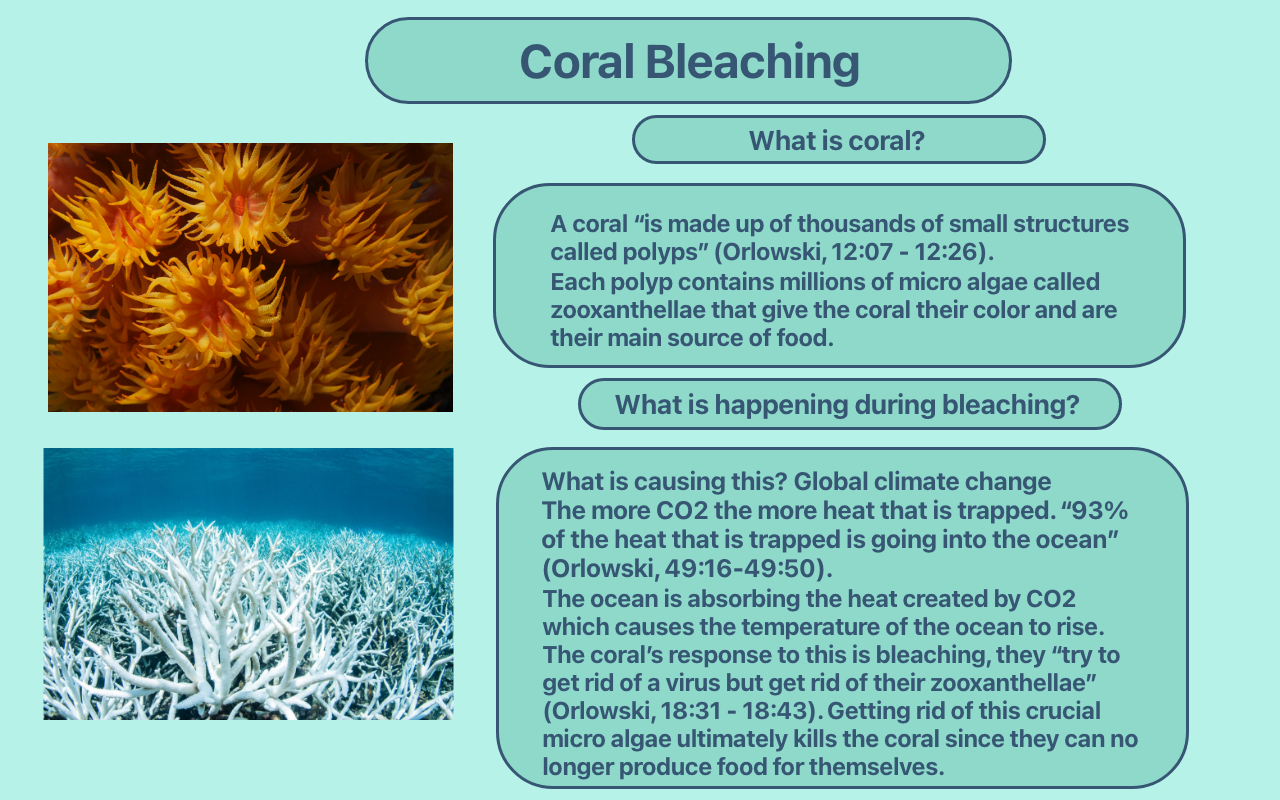 Coral Bleaching
What is coral?
A coral “is made up of thousands of small structures
called polyps” (Orlowski, 12:07 - 12:26).
Each polyp contains millions of micro algae called
zooxanthellae that give the coral their color and are
their main source of food.
What is happening during bleaching?
What is causing this? Global climate change
The more CO2 the more heat that is trapped. “93%
of the heat that is trapped is going into the ocean”
(Orlowski, 49:16-49:50).
The ocean is absorbing the heat created by CO2
which causes the temperature of the ocean to rise.
The coral’s response to this is bleaching, they “try to
get rid of a virus but get rid of their zooxanthellae”
(Orlowski, 18:31 - 18:43). Getting rid of this crucial
micro algae ultimately kills the coral since they can no
longer produce food for themselves.